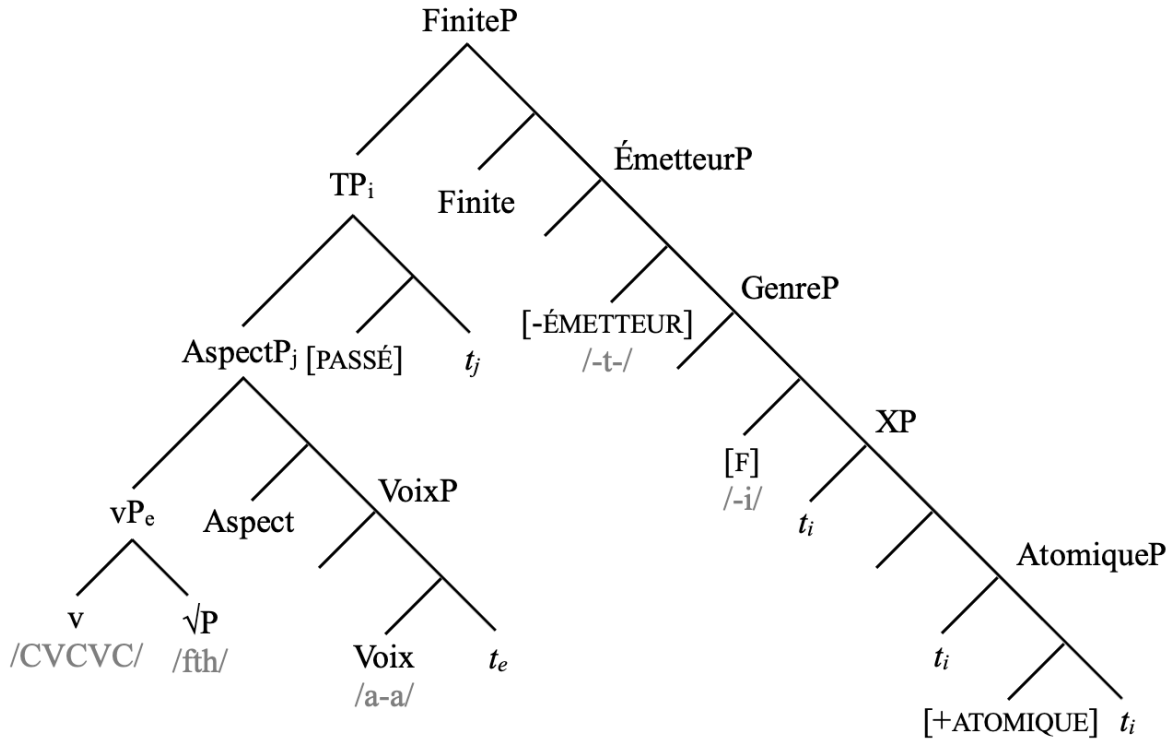 FiniteP
ÉmetteurP
TPᵢ
Finite
GenreP
[-ÉMETTEUR]
/-t-/
AspectPⱼ [PASSÉ] tⱼ
XP
[F]
/-i/
VoixP
vPₑ Aspect
tᵢ
AtomiqueP
v √P
/CVCVC/ /fth/
Voix tₑ
/a-a/
tᵢ
[+ATOMIQUE] tᵢ